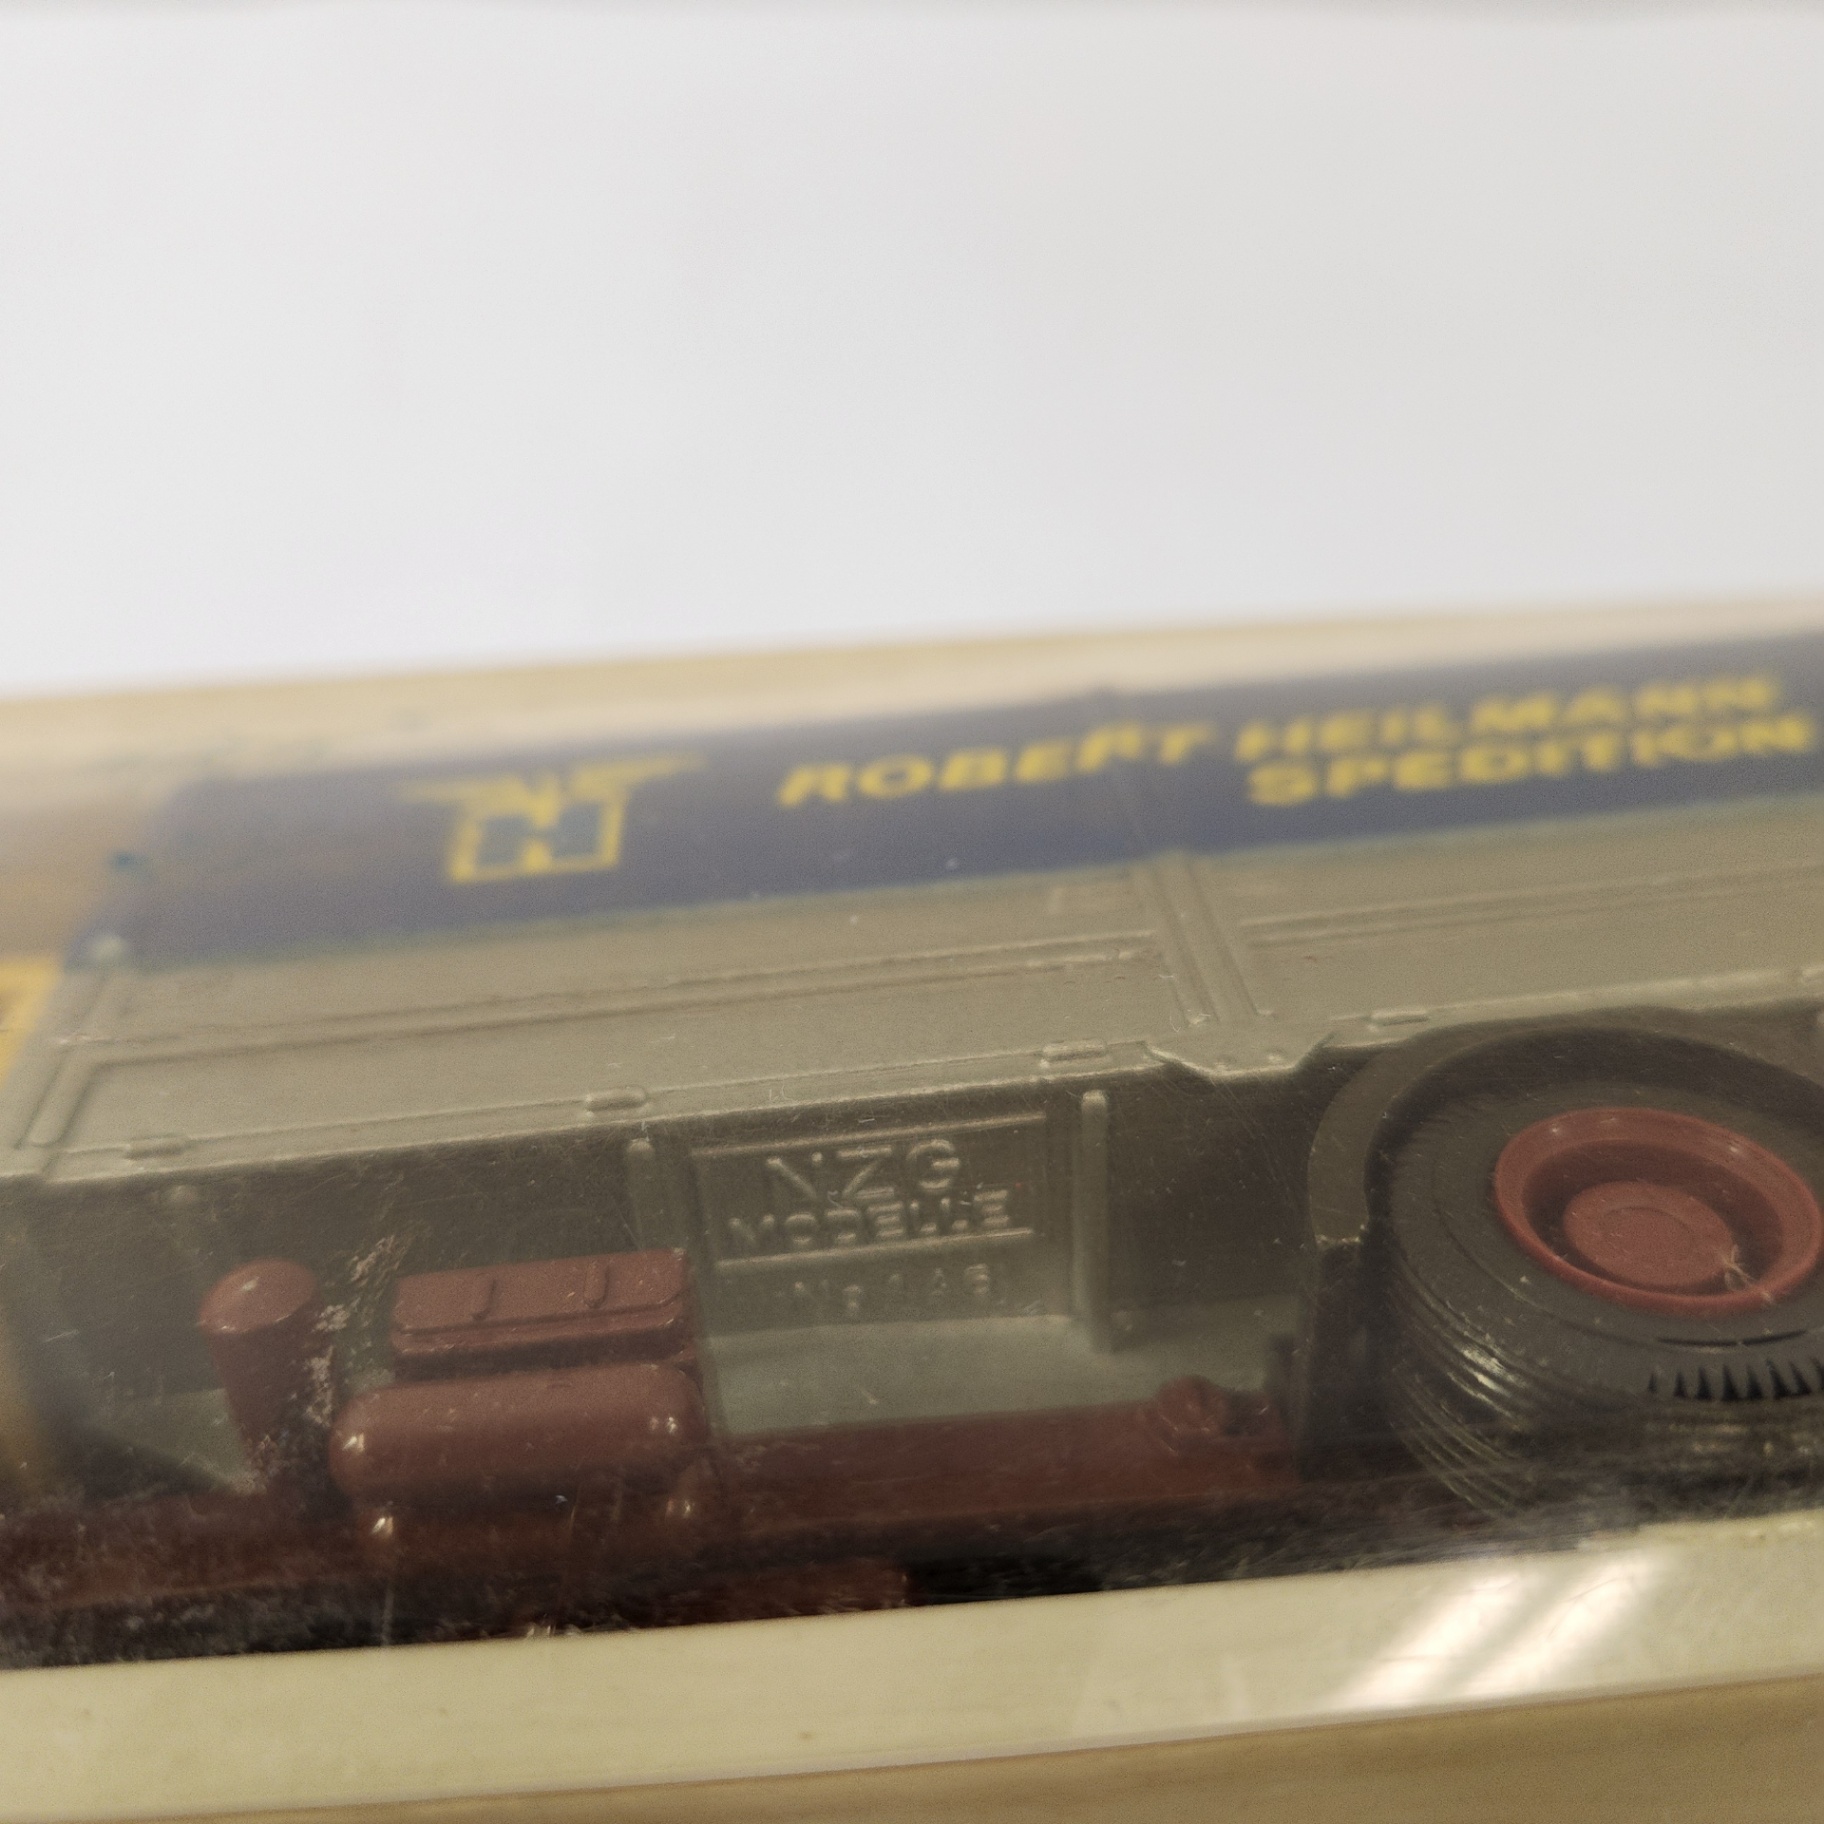 H
ROBERT HEILMANN
SPEDITION
NZG
MODELLE